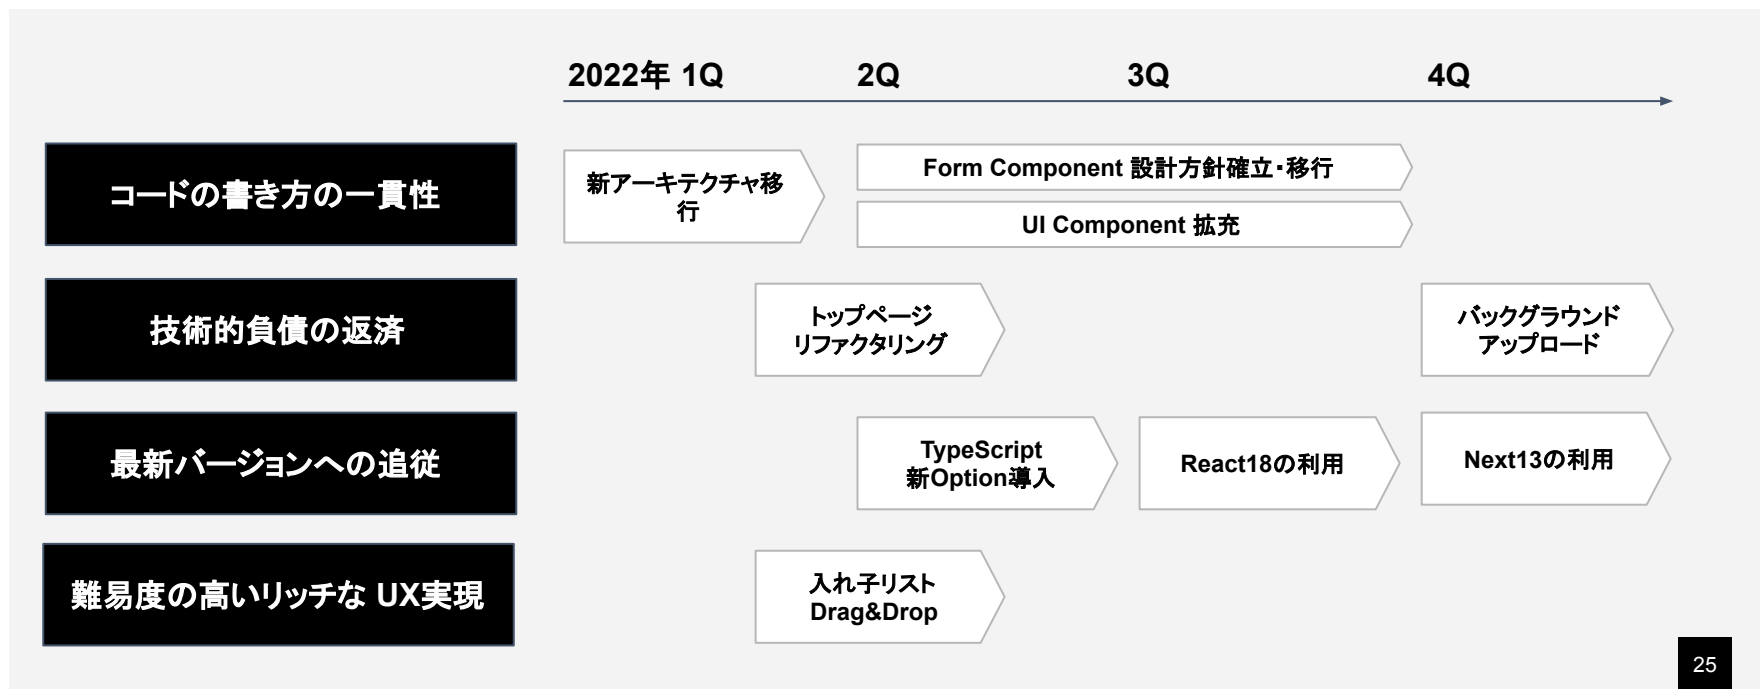 2022年 1Q
2Q
3Q
4Q
コードの書き方の一貫性
新アーキテクチャ移
行
Form Component 設計方針確立・移行
UI Component 拡充
技術的負債の返済
トップページ
リファクタリング
バックグラウンド
アップロード
最新バージョンへの追従
TypeScript
新Option導入
React18の利用
Next13の利用
難易度の高いリッチな UX実現
入れ子リスト
Drag&Drop
25